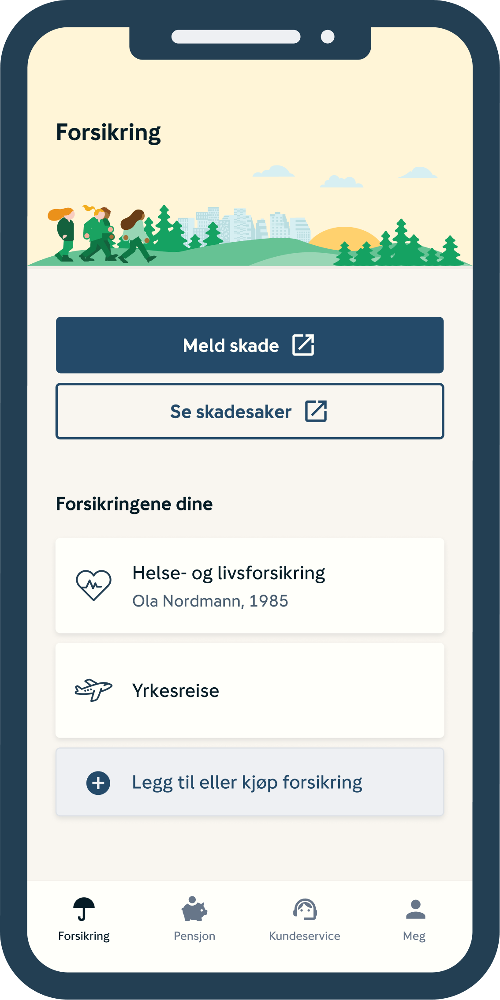 Forsikring
Meld skade
Se skadesaker
Forsikringene dine
Helse- og livsforsikring
Ola Nordmann, 1985
Yrkesreise
Legg til eller kjøp forsikring
Forsikring
Pensjon
Kundeservice
Meg